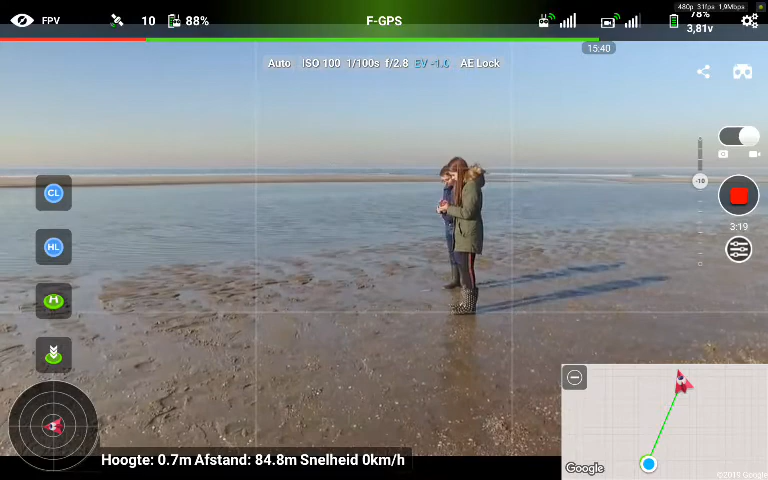 480p 31fps 1,9Mbps
FPV
10
88%
F-GPS
78%
3,81v
15:40
Auto ISO 100 1/100s f/2.8 EV -1.0 AE Lock
CL
-10
HL
3:19
H
Hoogte: 0.7m Afstand: 84.8m Snelheid 0km/h
Google
©2019 Google